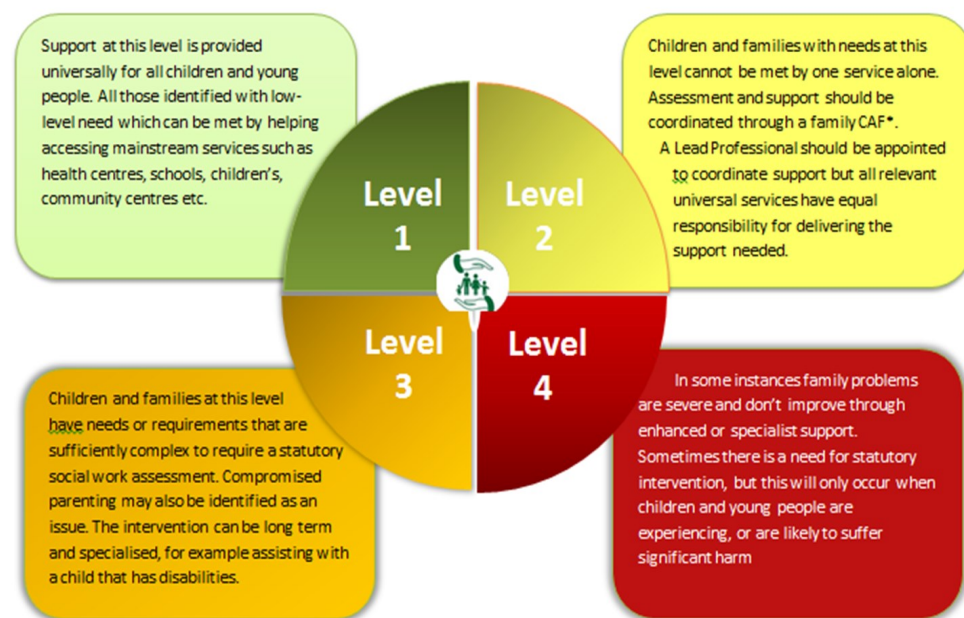 Support at this level is provided
universally for all children and young
people. All those identified with low-
level need which can be met by helping
accessing mainstream services such as
health centres, schools, children's,
community centres etc.
Children and families with needs at this
level cannot be met by one service alone.
Assessment and support should be
coordinated through a family CAF*.
A Lead Professional should be appointed
to coordinate support but all relevant
universal services have equal
responsibility for delivering the
support needed.
Level
1
Level
2
Level
3
Level
4
Children and families at this level
have needs or requirements that are
sufficiently complex to require a statutory
social work assessment. Compromised
parenting may also be identified as an
issue. The intervention can be long term
and specialised, for example assisting with
a child that has disabilities.
In some instances family problems
are severe and don't improve through
enhanced or specialist support.
Sometimes there is a need for statutory
intervention, but this will only occur when
children and young people are
experiencing, or are likely to suffer
significant harm